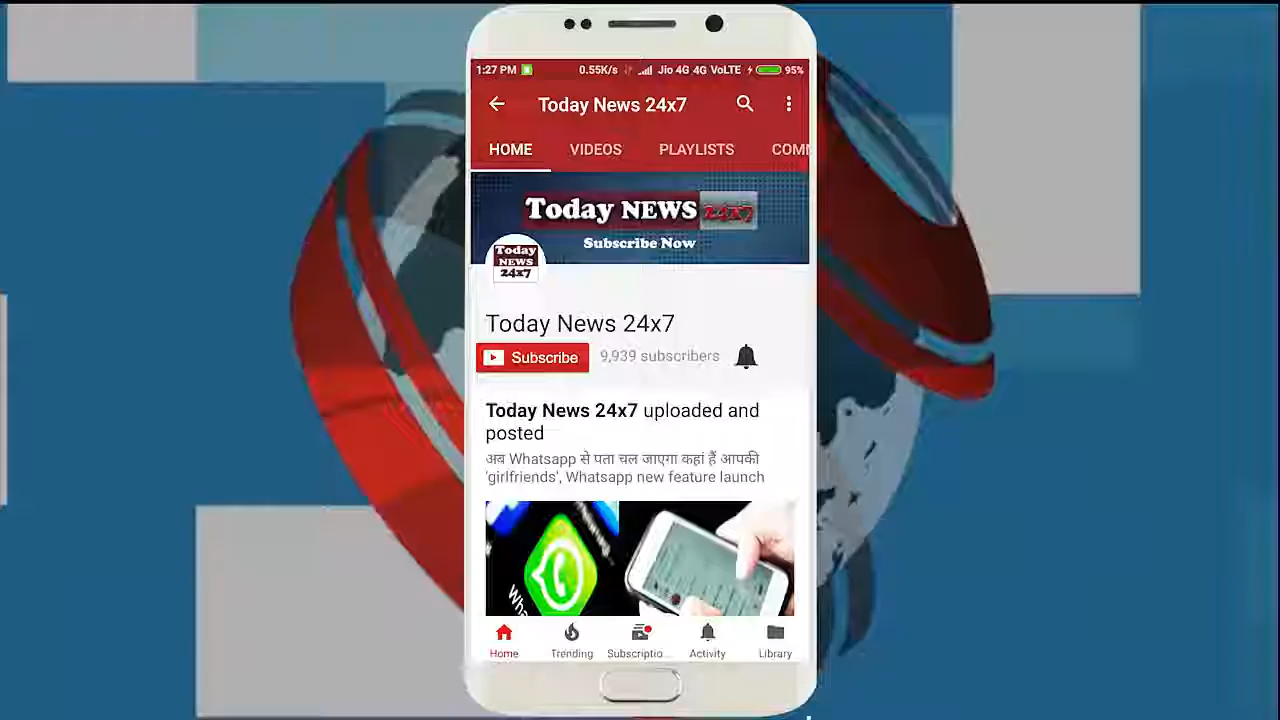 1:27 PM 0.55K/s Jio 4G 4G VoLTE 95%
Today News 24x7
HOME VIDEOS PLAYLISTS COMM
Today NEWS 24x7
Subscribe Now
Today
NEWS
24x7
Today News 24x7
Subscribe 9,939 subscribers
Today News 24x7 uploaded and
posted
अब Whatsapp से पता चल जाएगा कहां हैं आपकी
'girlfriends', Whatsapp new feature launch
Wha
Home Trending Subscriptio... Activity Library